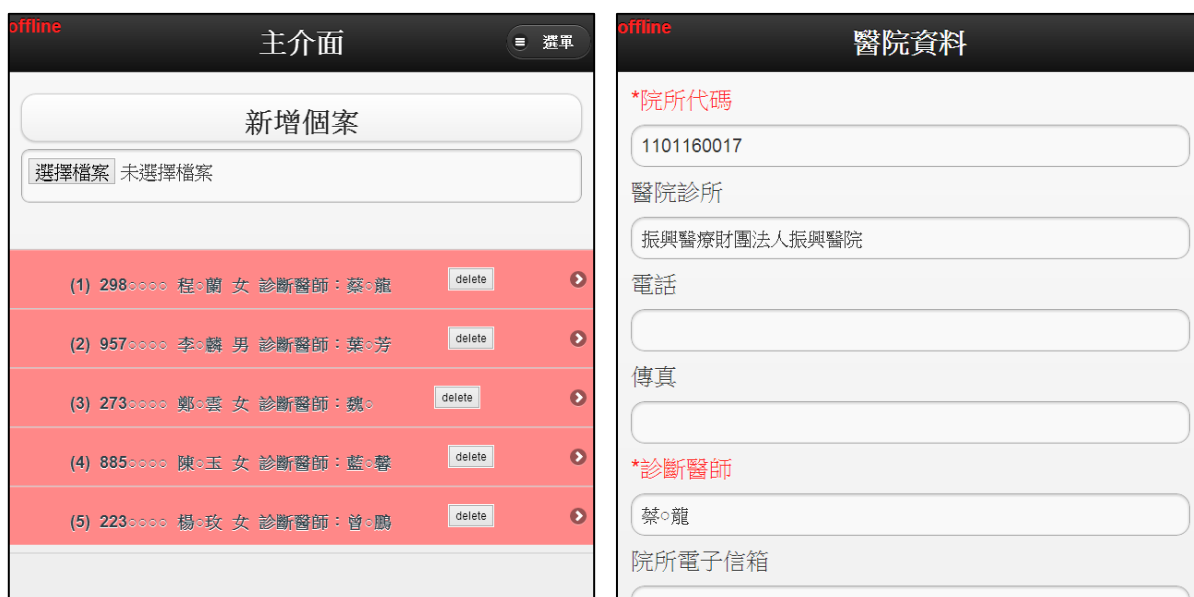 offline
主介面
≡ 選單
新增個案
選擇檔案 未選擇檔案
(1) 298○○○○ 程○蘭 女 診斷醫師：蔡○龍 delete
(2) 957○○○○ 李○麟 男 診斷醫師：葉○芳 delete
(3) 273○○○○ 鄭○雲 女 診斷醫師：魏○ delete
(4) 885○○○○ 陳○玉 女 診斷醫師：藍○馨 delete
(5) 223○○○○ 楊○玫 女 診斷醫師：曾○鵬 delete
offline
醫院資料
*院所代碼
1101160017
醫院診所
振興醫療財團法人振興醫院
電話
傳真
*診斷醫師
蔡○龍
院所電子信箱